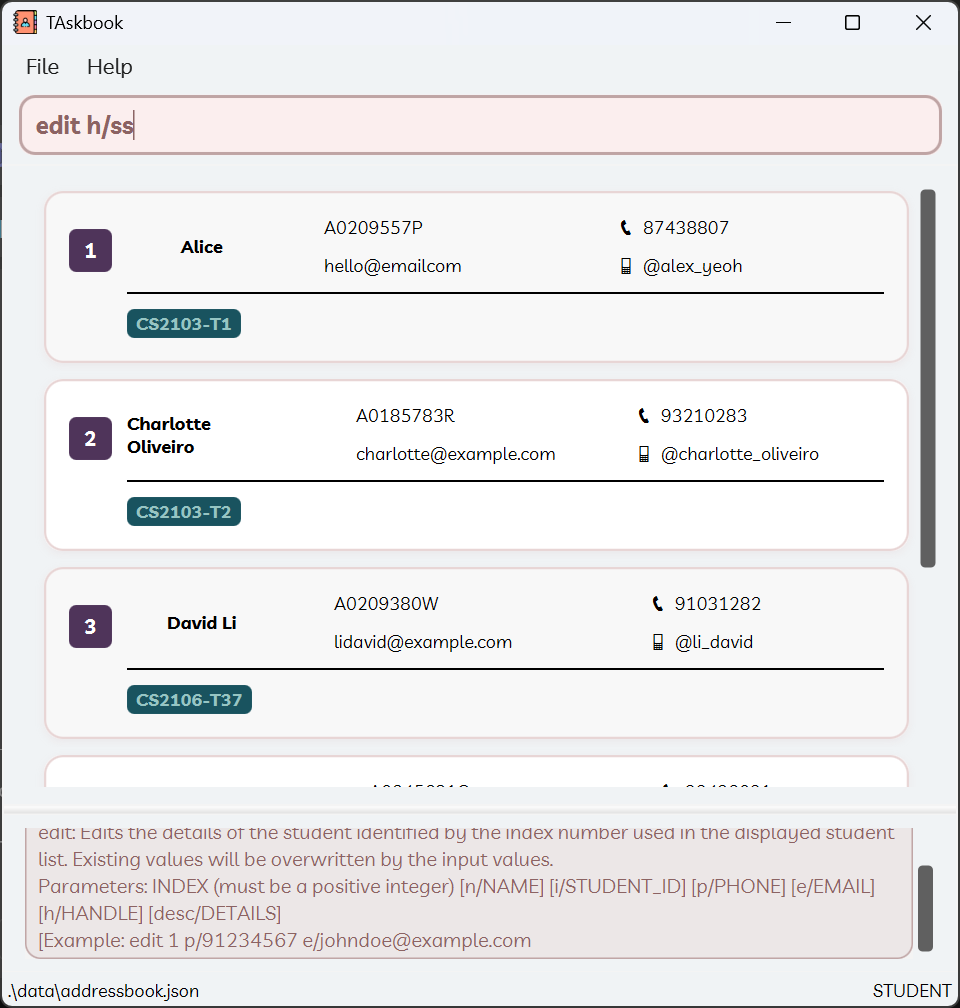 TAskbook
File Help
edit h/ss
1
Alice
A0209557P
87438807
hello@emailcom
@alex_yeoh
CS2103-T1
2
Charlotte
Oliveiro
A0185783R
93210283
charlotte@example.com
@charlotte_oliveiro
CS2103-T2
3
David Li
A0209380W
91031282
lidavid@example.com
@li_david
CS2106-T37
edit: Edits the details of the student identified by the index number used in the displayed student
list. Existing values will be overwritten by the input values.
Parameters: INDEX (must be a positive integer) [n/NAME] [i/STUDENT_ID] [p/PHONE] [e/EMAIL]
[h/HANDLE] [desc/DETAILS]
[Example: edit 1 p/91234567 e/johndoe@example.com
.\data\addressbook.json
STUDENT